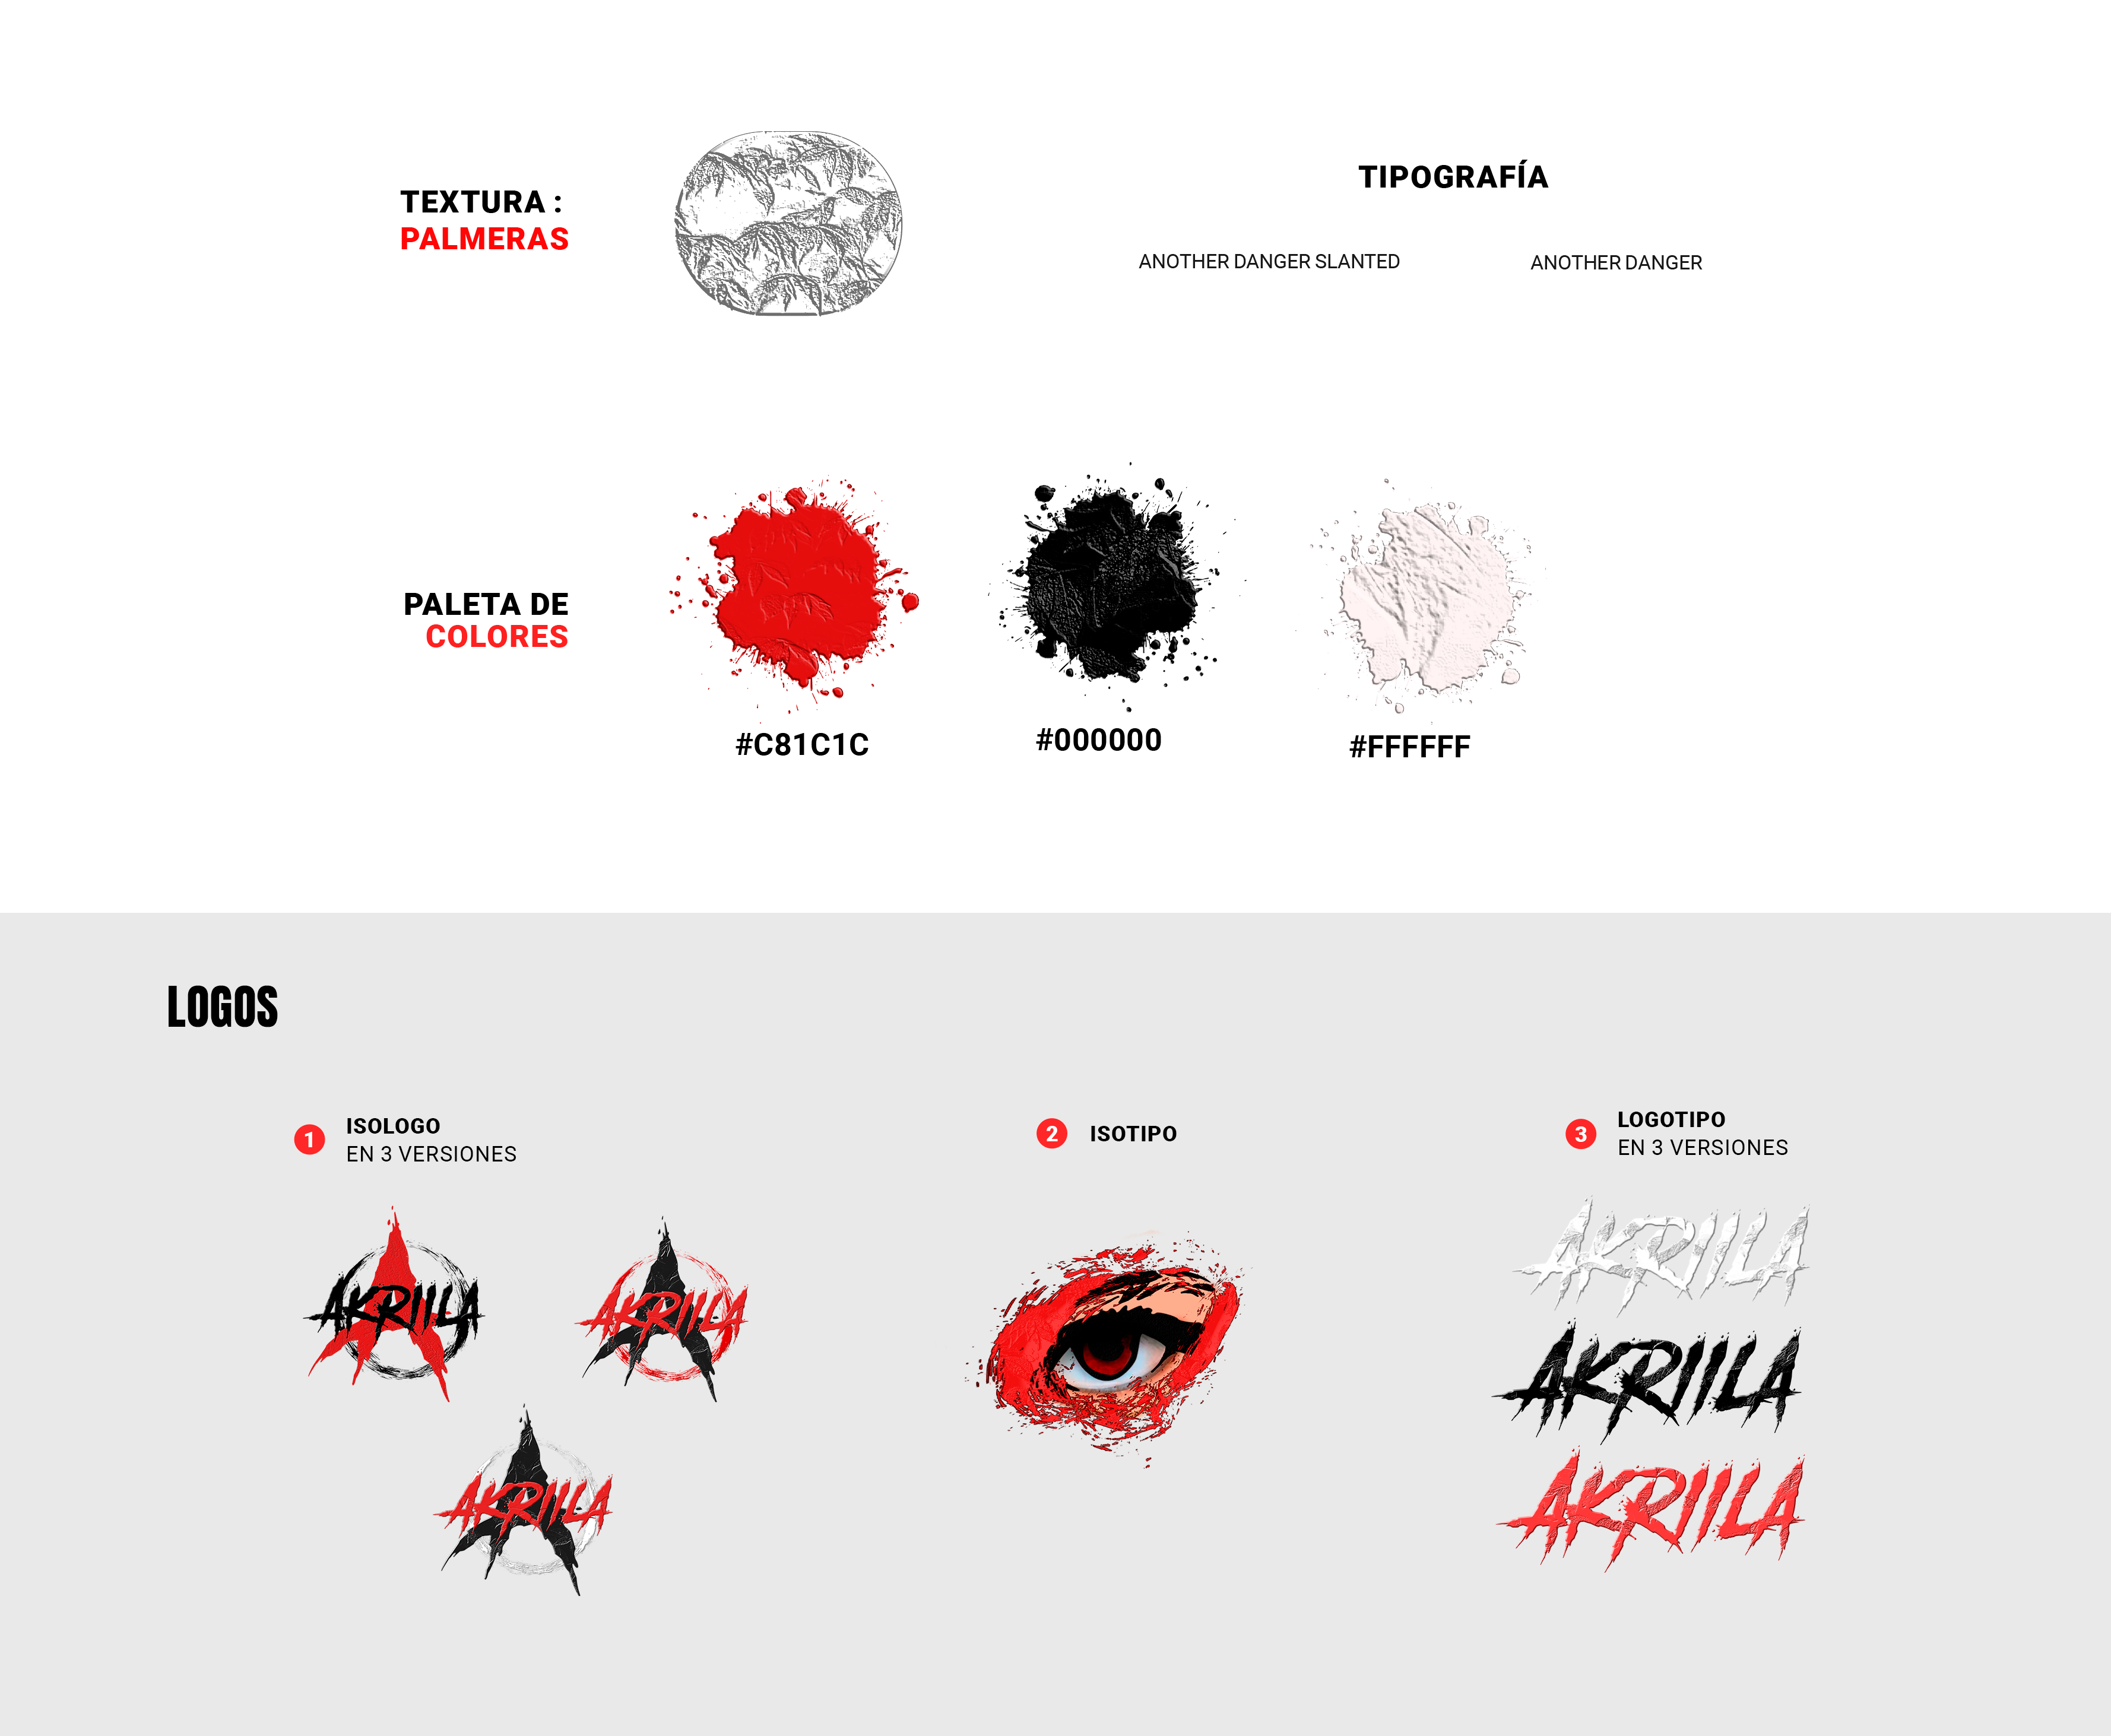 TEXTURA :
PALMERAS
TIPOGRAFÍA
ANOTHER DANGER SLANTED
ANOTHER DANGER
PALETA DE
COLORES
#C81C1C
#000000
#FFFFFF
LOGOS
1
ISOLOGO
EN 3 VERSIONES
AKRIILA
AKRIILA
AKRIILA
2
ISOTIPO
3
LOGOTIPO
EN 3 VERSIONES
AKRIILA
AKRIILA
AKRIILA